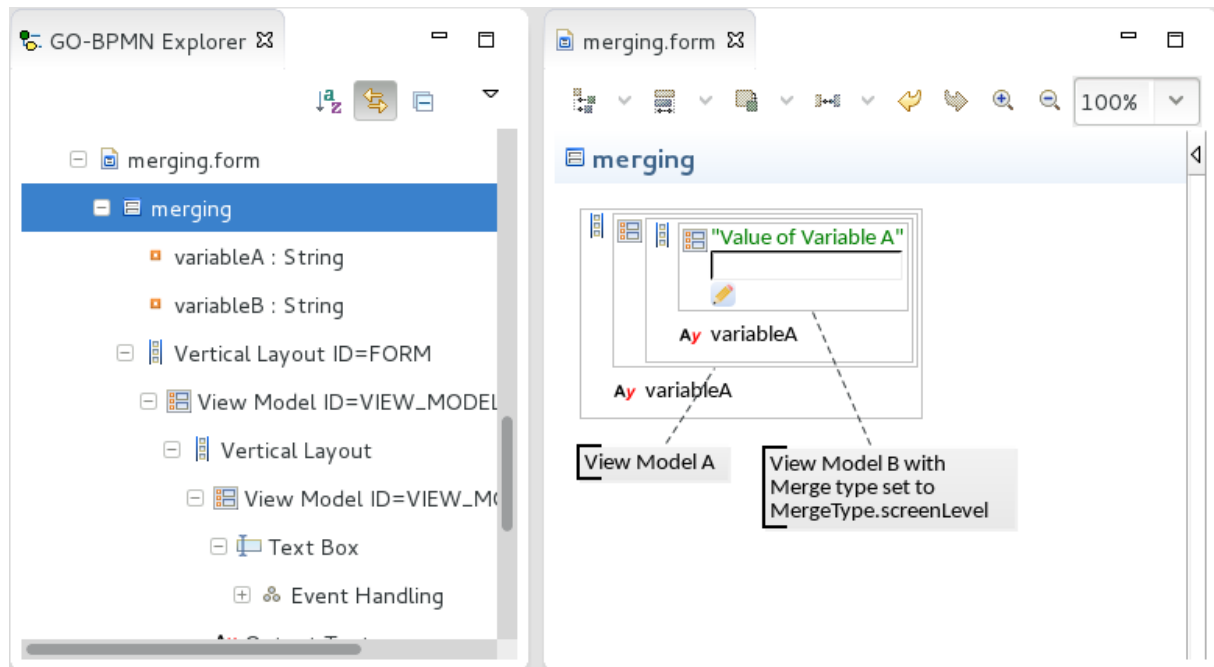 GO-BPMN Explorer
merging.form
variableA : String
variableB : String
Vertical Layout ID=FORM
View Model ID=VIEW_MODEL
Vertical Layout
View Model ID=VIEW_M
Text Box
Event Handling
merging.form
100%
merging
"Value of Variable A"
Ay variableA
Ay variableA
View Model A
View Model B with
Merge type set to
MergeType.screenLevel
merging